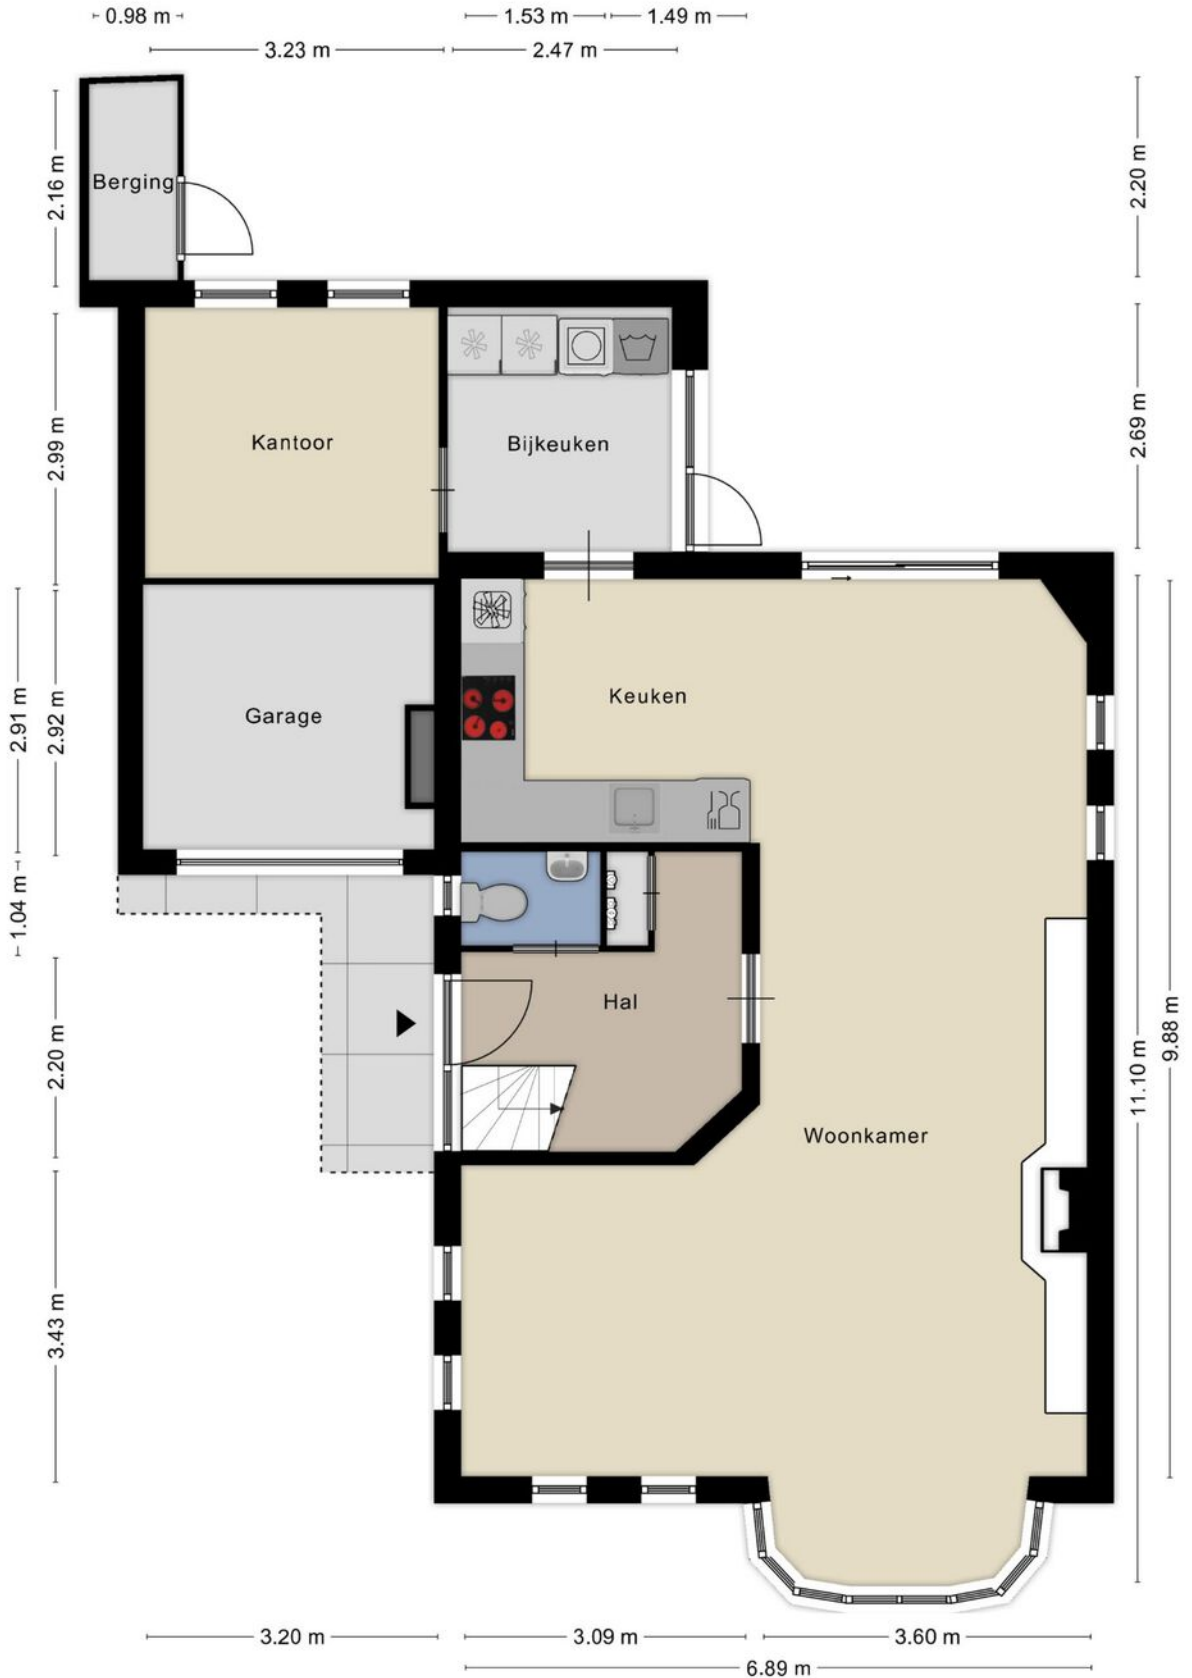 0.98 m
1.53 m
1.49 m
3.23 m
2.47 m
2.16 m
2.20 m
Berging
2.99 m
2.69 m
Kantoor
Bijkeuken
2.91 m
2.92 m
Garage
Keuken
1.04 m
Hal
2.20 m
9.88 m
11.10 m
Woonkamer
3.43 m
3.20 m
3.09 m
3.60 m
6.89 m